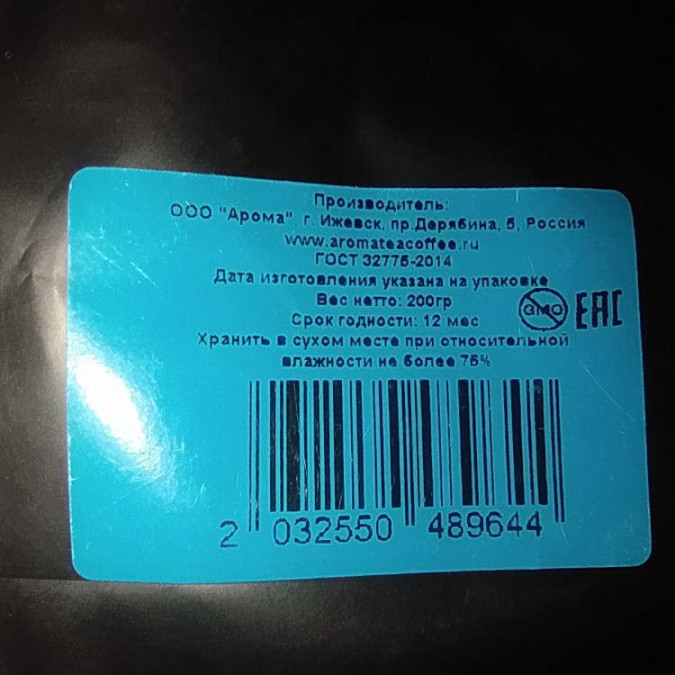 Производитель:
ООО "Арома", г. Ижевск, пр.Дерябина, 5, Россия
www.aromateacoffee.ru
ГОСТ 32775-2014
Дата изготовления указана на упаковке
Вес нетто: 200гр
Срок годности: 12 мес
GMO
EAC
Хранить в сухом месте при относительной
влажности не более 75%
2 032550 489644